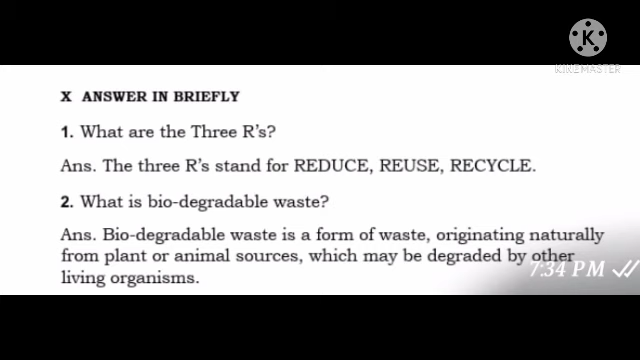 KINEMASTER
X ANSWER IN BRIEFLY
1. What are the Three R's?
Ans. The three R's stand for REDUCE, REUSE, RECYCLE.
2. What is bio-degradable waste?
Ans. Bio-degradable waste is a form of waste, originating naturally
from plant or animal sources, which may be degraded by other
living organisms.
7:34 PM